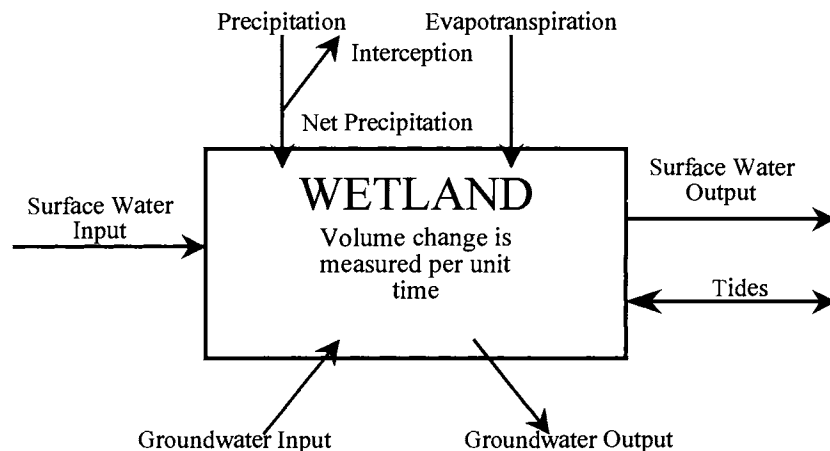 Precipitation
Evapotranspiration
Interception
Net Precipitation
WETLAND
Volume change is
measured per unit
time
Surface Water
Input
Surface Water
Output
Tides
Groundwater Input
Groundwater Output